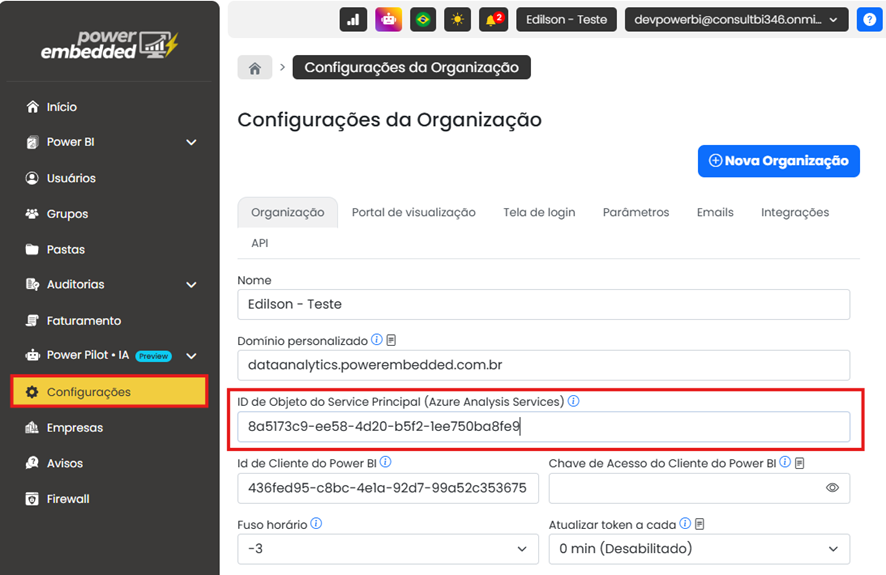 power
embedded
2
Edilson - Teste
devpowerbi@consultbi346.onmi...
?
Configurações da Organização
Início
Power BI
Usuários
Grupos
Pastas
Auditorias
Faturamento
Power Pilot • IA Preview
Configurações
Empresas
Avisos
Firewall
Configurações da Organização
Nova Organização
Organização
Portal de visualização
Tela de login
Parâmetros
Emails
Integrações
API
Nome
Edilson - Teste
Domínio personalizado
dataanalytics.powerembedded.com.br
ID de Objeto do Service Principal (Azure Analysis Services)
8a5173c9-ee58-4d20-b5f2-1ee750ba8fe9
Id de Cliente do Power BI
Chave de Acesso do Cliente do Power BI
436fed95-c8bc-4e1a-92d7-99a52c353675
Fuso horário
Atualizar token a cada
-3
0 min (Desabilitado)